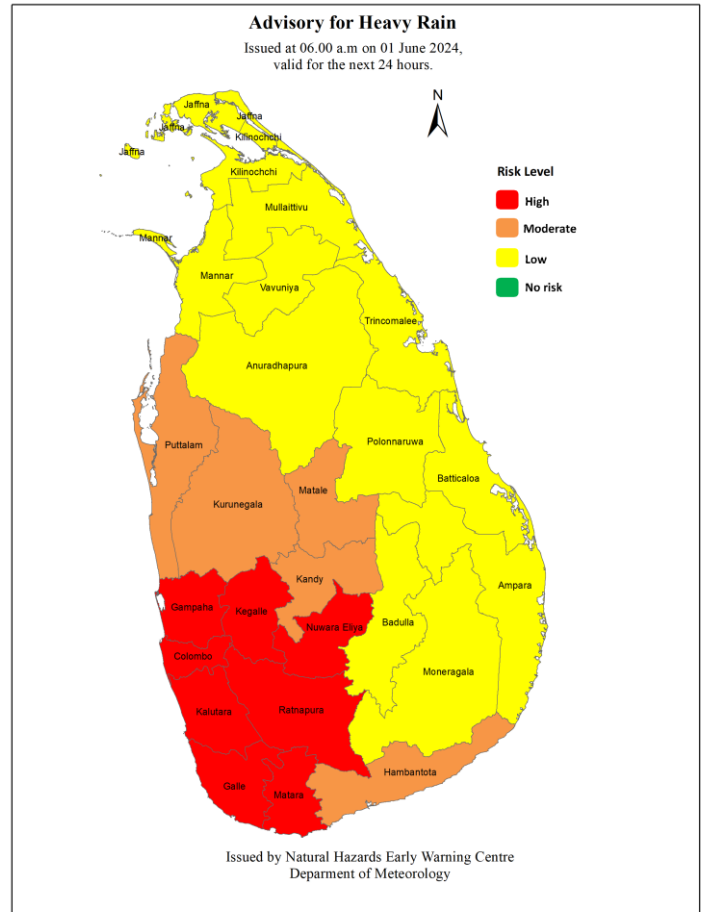 Advisory for Heavy Rain
Issued at 06.00 a.m on 01 June 2024,
valid for the next 24 hours.
N
Jaffna
Jaffna
Jaffna
Kilinochchi
Jaffna
Kilinochchi
Risk Level
High
Mullaittivu
Moderate
Mannar
Low
Mannar
Vavuniya
No risk
Trincomalee
Anuradhapura
Puttalam
Polonnaruwa
Batticaloa
Matale
Kurunegala
Kandy
Ampara
Gampaha
Kegalle
Nuwara Eliya
Badulla
Colombo
Moneragala
Kalutara
Ratnapura
Hambantota
Galle
Matara
Issued by Natural Hazards Early Warning Centre
Deparment of Meteorology